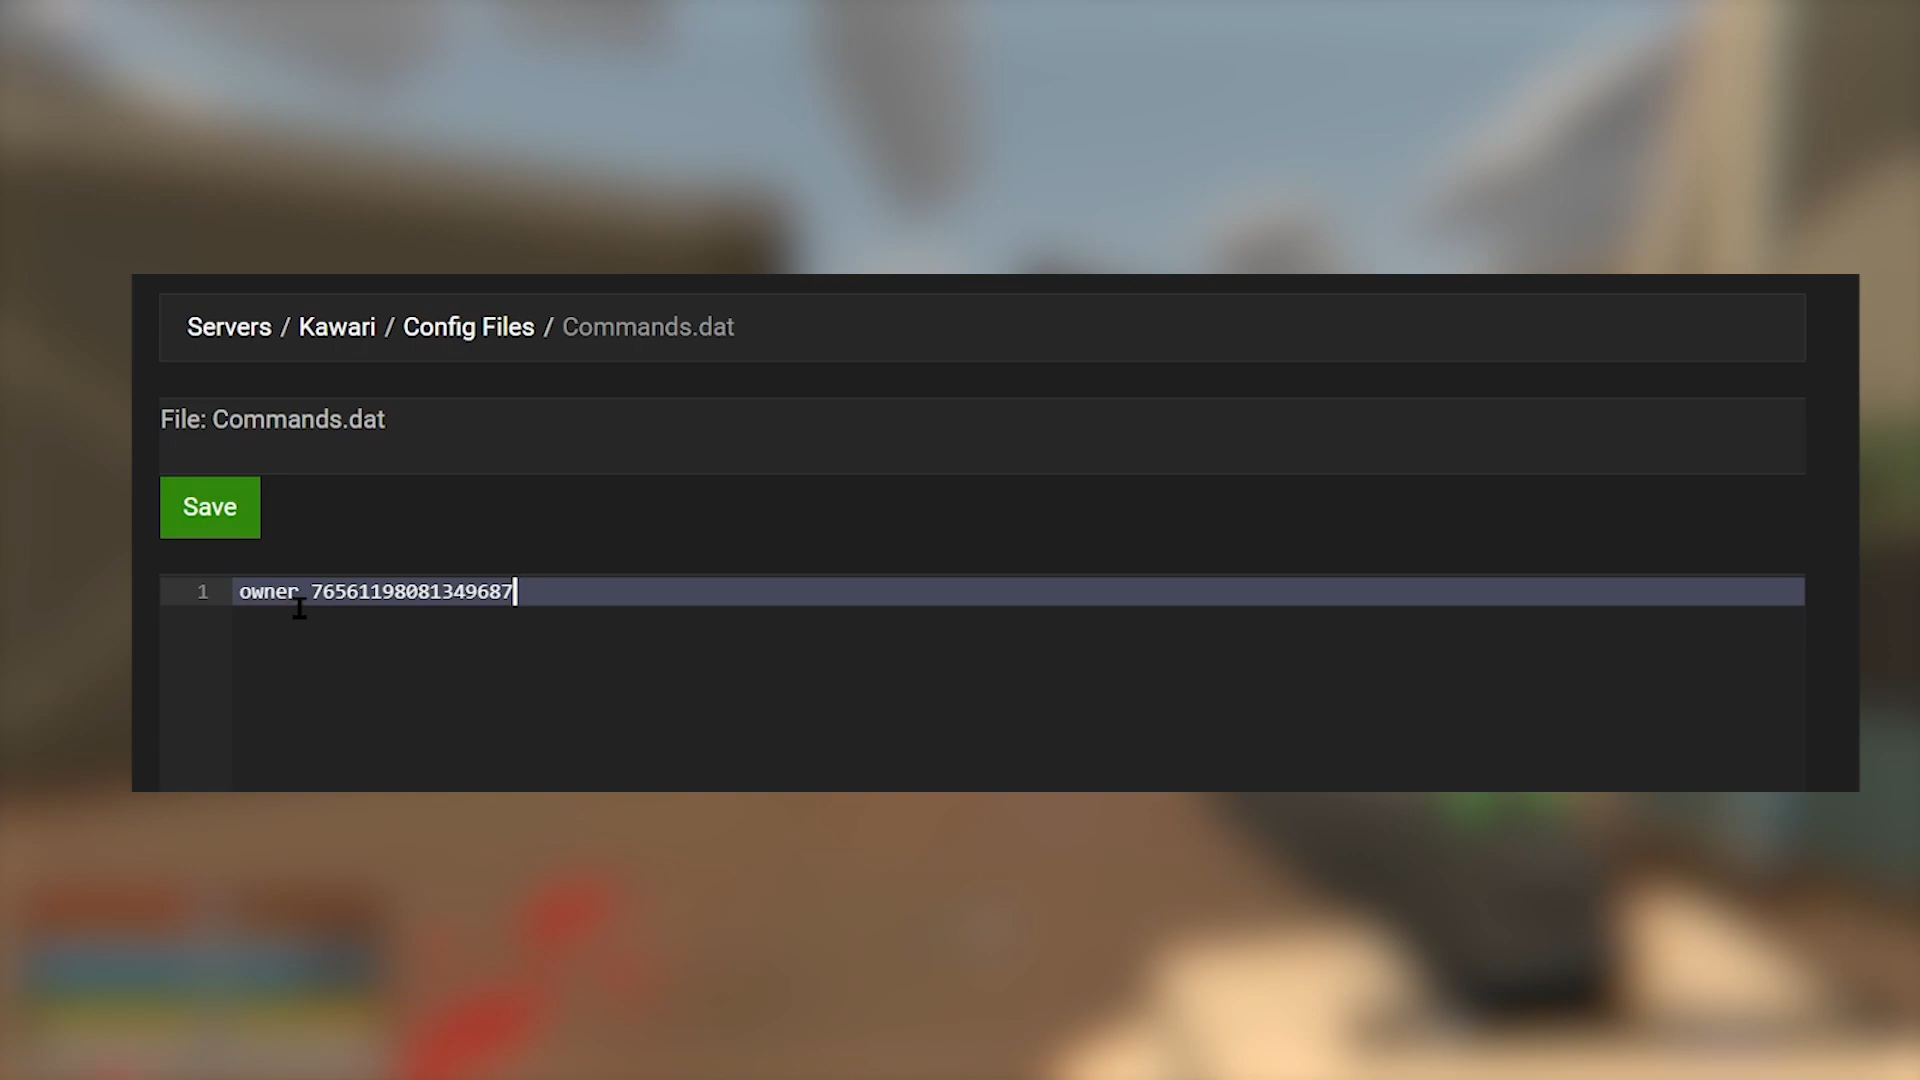 Servers / Kawari / Config Files / Commands.dat
File: Commands.dat
Save
1 owner 76561198081349687